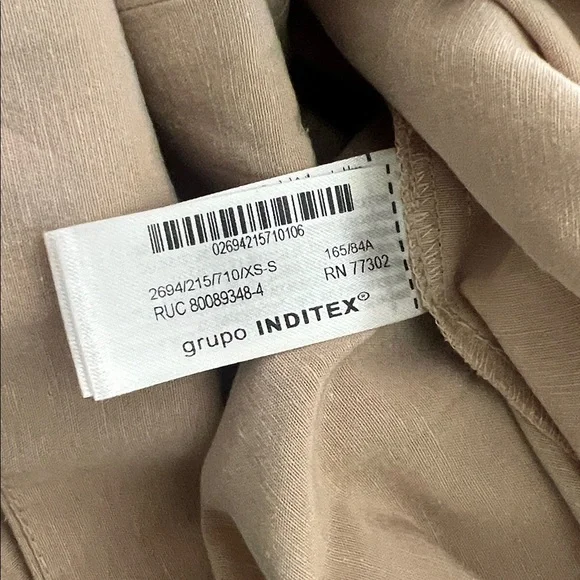 02694215710106
2694/215/710/XS-S 165/84A
RUC 80089348-4 RN 77302
grupo INDITEX®